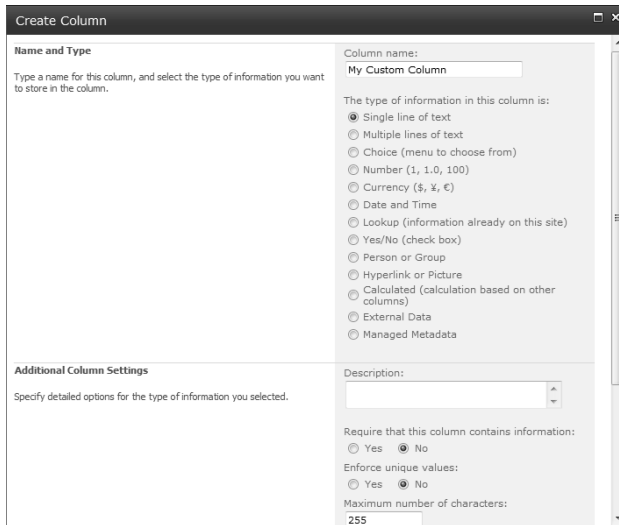 Create Column
Name and Type
Type a name for this column, and select the type of information you want
to store in the column.
Column name:
My Custom Column
The type of information in this column is:
Single line of text
Multiple lines of text
Choice (menu to choose from)
Number (1, 1.0, 100)
Currency ($, ¥, €)
Date and Time
Lookup (information already on this site)
Yes/No (check box)
Person or Group
Hyperlink or Picture
Calculated (calculation based on other
columns)
External Data
Managed Metadata
Additional Column Settings
Specify detailed options for the type of information you selected.
Description:
Require that this column contains information:
Yes No
Enforce unique values:
Yes No
Maximum number of characters:
255